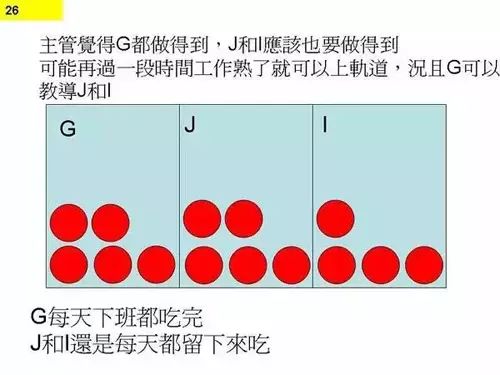 26
主管覺得G都做得到，J和I應該也要做得到
可能再過一段時間工作熟了就可以上軌道，況且G可以
教導J和I
G
J
I
G每天下班都吃完
J和I還是每天都留下來吃